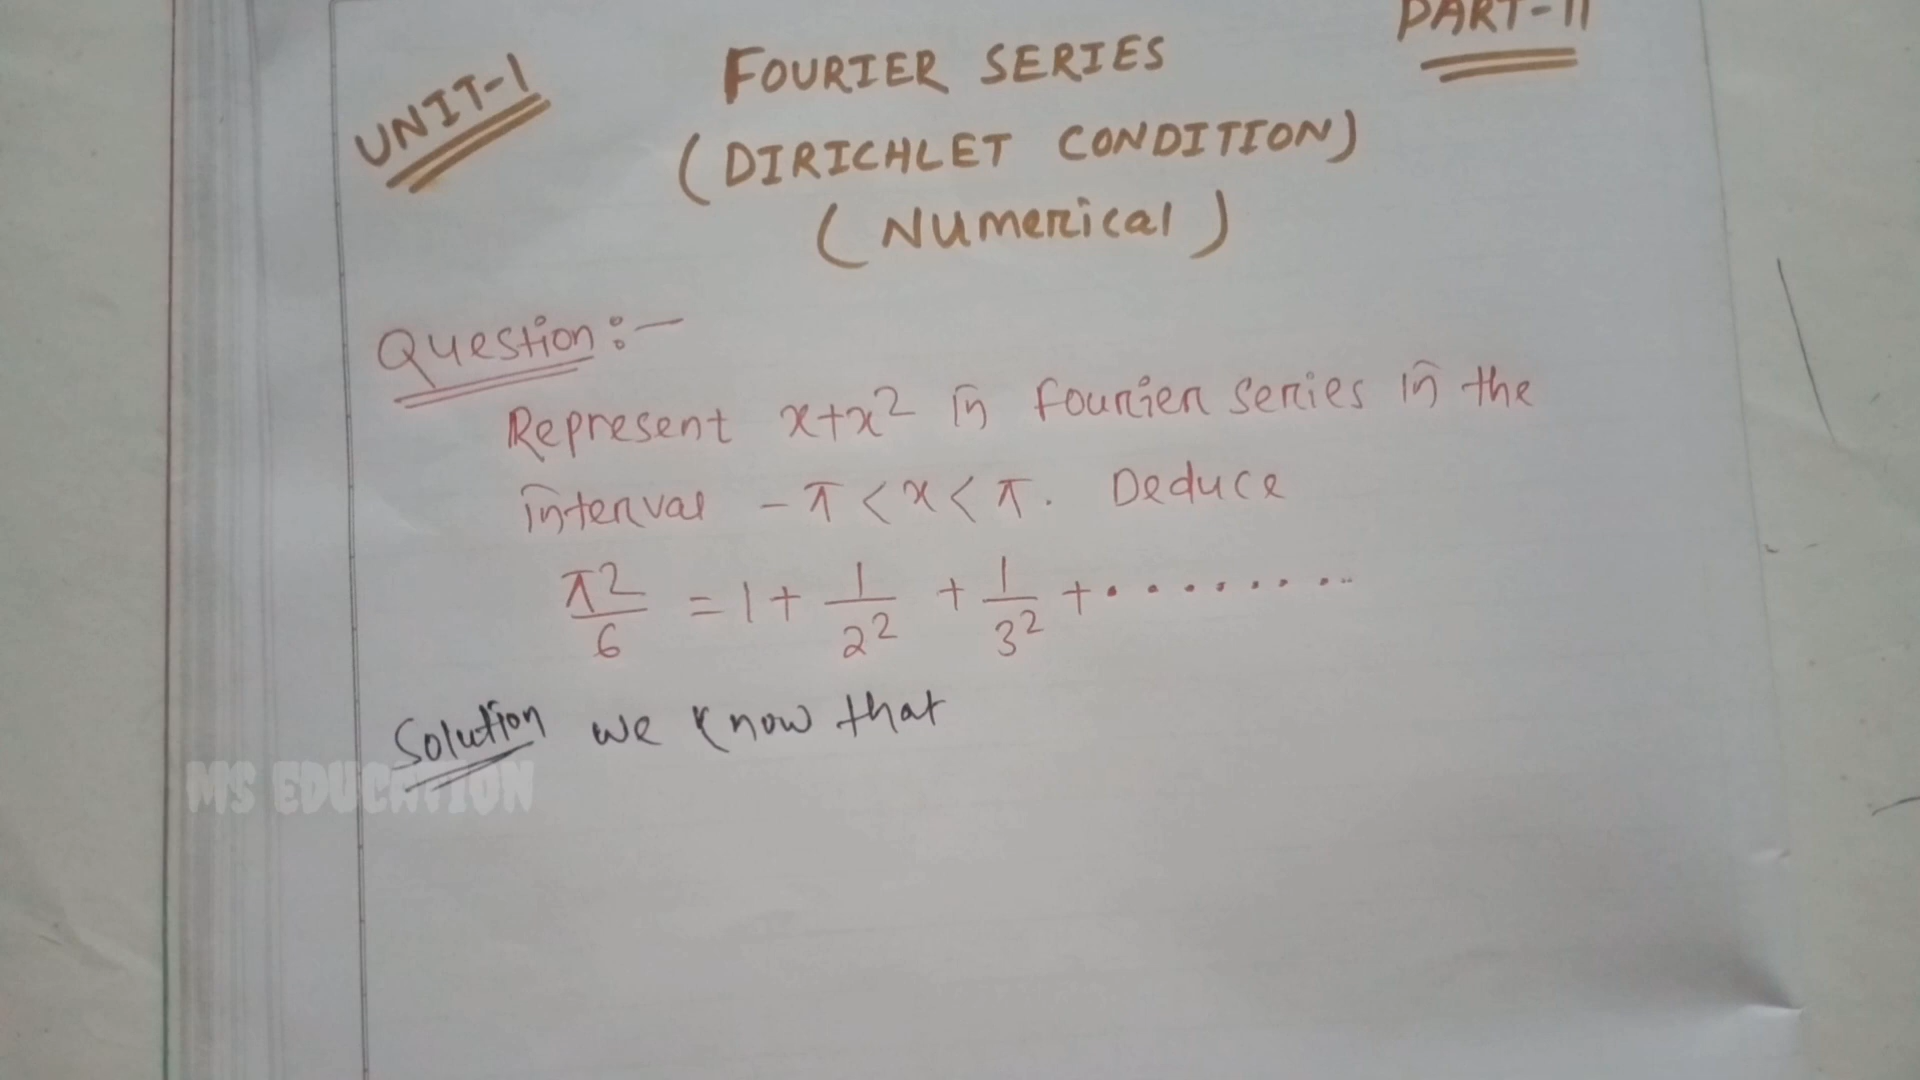 PART-II
UNIT-1
FOURIER SERIES
(DIRICHLET CONDITION)
(Numerical)
Question:-
Represent x+x² in fourier series in the
interval -π<x<π. Deduce
π2/6 = 1 + 1/2² + 1/3² + .........
Solution we know that
MS EDUCATION